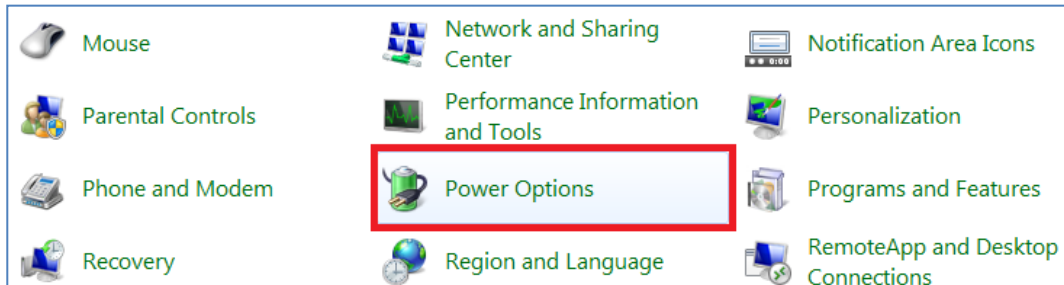 Mouse
Network and Sharing
Center
Notification Area Icons
Parental Controls
Performance Information
and Tools
Personalization
Phone and Modem
Power Options
Programs and Features
Recovery
Region and Language
RemoteApp and Desktop
Connections